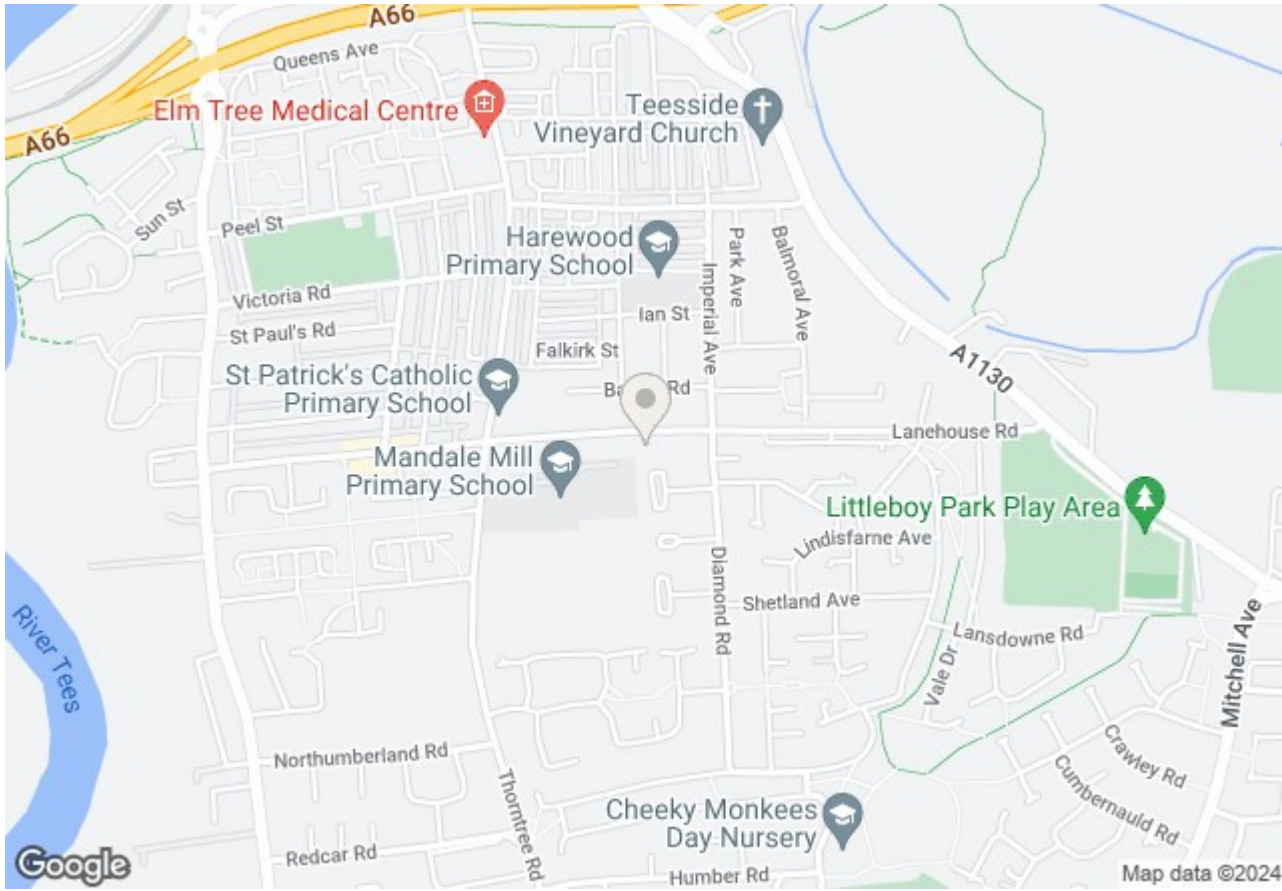 A66
Queens Ave
Elm Tree Medical Centre
Teesside
Vineyard Church
A66
Sun St
Peel St
Harewood
Primary School
Park Ave
Balmoral Ave
Imperial Ave
Victoria Rd
Ian St
St Paul's Rd
Falkirk St
A1130
St Patrick's Catholic
Primary School
Rd
Lanehouse Rd
Mandale Mill
Primary School
Littleboy Park Play Area
Lindisfarne Ave
Diamond Rd
Shetland Ave
River Tees
Lansdowne Rd
Vale Dr
Mitchell Ave
Northumberland Rd
Thorntree Rd
Crawley Rd
Cumbernauld Rd
Cheeky Monkees
Day Nursery
Redcar Rd
Humber Rd
Google
Map data ©2024